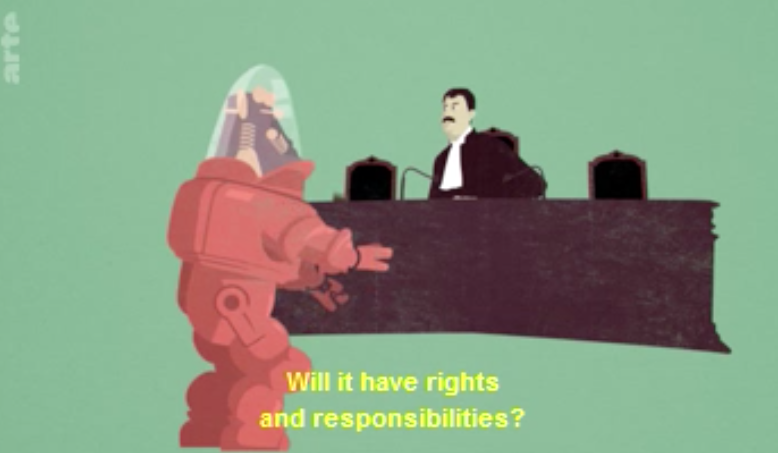 arte
Will it have rights
and responsibilities?